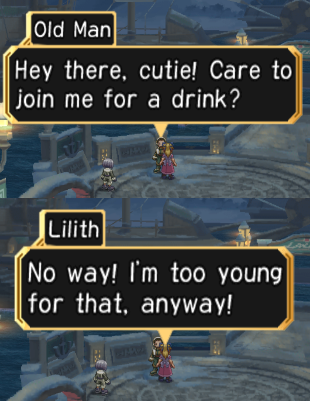 Old Man
Hey there, cutie! Care to
join me for a drink?
Lilith
No way! I'm too young
for that, anyway!